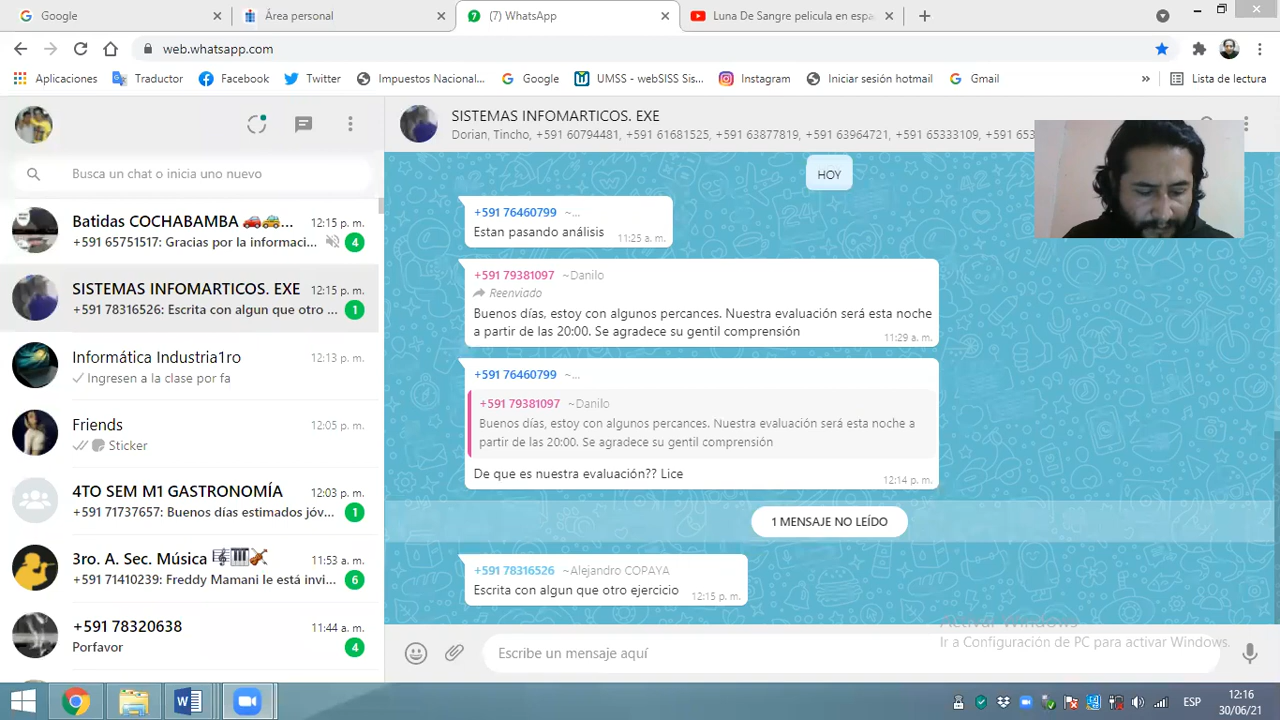 Google
Área personal
(7) WhatsApp
Luna De Sangre pelicula en espa
web.whatsapp.com
Aplicaciones
Traductor
Facebook
Twitter
Impuestos Nacional...
Google
UMSS - webSISS Sis...
Instagram
Iniciar sesión hotmail
Gmail
»
Lista de lectura
SISTEMAS INFOMARTICOS. EXE
Dorian, Tincho, +591 60794481, +591 61681525, +591 63877819, +591 63964721, +591 65333109, +591 653
Busca un chat o inicia uno nuevo
Batidas COCHABAMBA 🚗🚕... 12:15 p. m.
+591 65751517: Gracias por la informaci... 4
SISTEMAS INFOMARTICOS. EXE 12:15 p. m.
+591 78316526: Escrita con algun que otro ... 1
Informática Industria1ro 12:13 p. m.
Ingresen a la clase por fa
Friends 12:05 p. m.
Sticker
4TO SEM M1 GASTRONOMÍA 12:03 p. m.
+591 71737657: Buenos días estimados jóv... 1
3ro. A. Sec. Música 🎼🎹🎻 11:53 a. m.
+591 71410239: Freddy Mamani le está invi... 6
+591 78320638 11:44 a. m.
Porfavor 4
HOY
+591 76460799 ~...
Estan pasando análisis 11:25 a. m.
+591 79381097 ~Danilo
Reenviado
Buenos días, estoy con algunos percances. Nuestra evaluación será esta noche
a partir de las 20:00. Se agradece su gentil comprensión
11:29 a. m.
+591 76460799 ~...
+591 79381097 ~Danilo
Buenos días, estoy con algunos percances. Nuestra evaluación será esta noche a
partir de las 20:00. Se agradece su gentil comprensión
De que es nuestra evaluación?? Lice 12:14 p. m.
1 MENSAJE NO LEÍDO
+591 78316526 ~Alejandro COPAYA
Escrita con algun que otro ejercicio 12:15 p. m.
Activar Windows
Ir a Configuración de PC para activar Windows.
Escribe un mensaje aquí
ESP
12:16
30/06/21